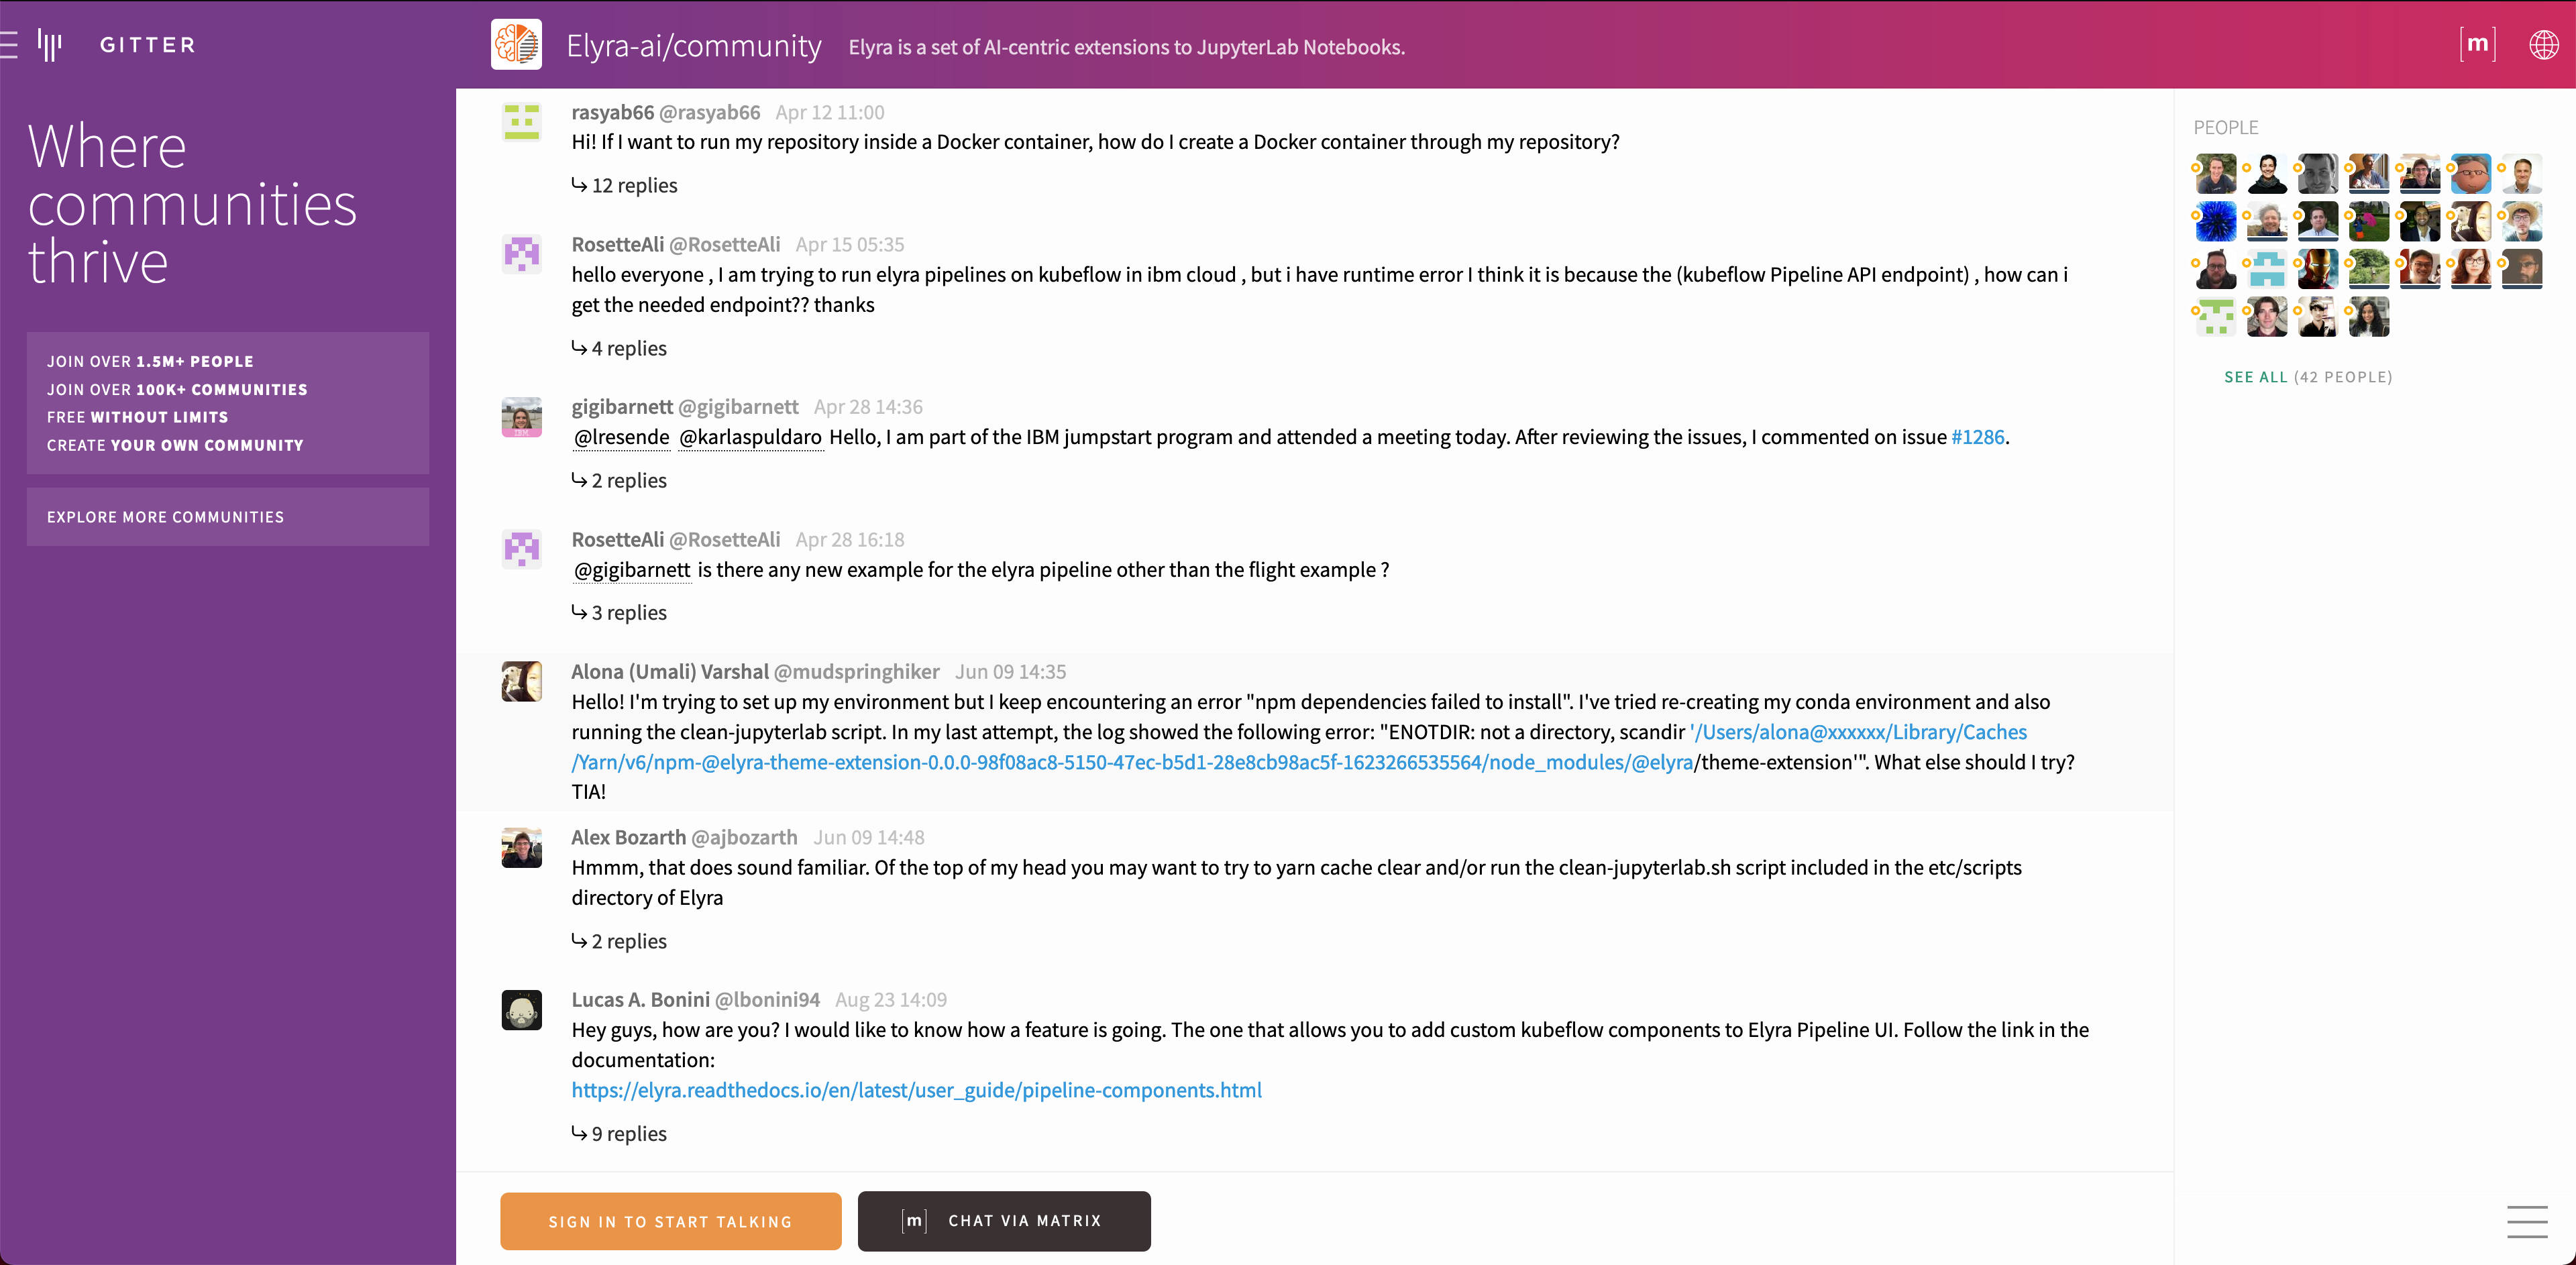 GITTER
Elyra-ai/community
Elyra is a set of AI-centric extensions to JupyterLab Notebooks.
[m]
Where
communities
thrive
JOIN OVER 1.5M+ PEOPLE
JOIN OVER 100K+ COMMUNITIES
FREE WITHOUT LIMITS
CREATE YOUR OWN COMMUNITY
EXPLORE MORE COMMUNITIES
rasyab66 @rasyab66 Apr 12 11:00
Hi! If I want to run my repository inside a Docker container, how do I create a Docker container through my repository?
12 replies
RosetteAli @RosetteAli Apr 15 05:35
hello everyone , I am trying to run elyra pipelines on kubeflow in ibm cloud , but i have runtime error I think it is because the (kubeflow Pipeline API endpoint) , how can i
get the needed endpoint?? thanks
4 replies
gigibarnett @gigibarnett Apr 28 14:36
@lresende @karlaspuldaro Hello, I am part of the IBM jumpstart program and attended a meeting today. After reviewing the issues, I commented on issue #1286.
2 replies
RosetteAli @RosetteAli Apr 28 16:18
@gigibarnett is there any new example for the elyra pipeline other than the flight example ?
3 replies
Alona (Umali) Varshal @mudspringhiker Jun 09 14:35
Hello! I'm trying to set up my environment but I keep encountering an error "npm dependencies failed to install". I've tried re-creating my conda environment and also
running the clean-jupyterlab script. In my last attempt, the log showed the following error: "ENOTDIR: not a directory, scandir '/Users/alona@xxxxxx/Library/Caches
/Yarn/v6/npm-@elyra-theme-extension-0.0.0-98f08ac8-5150-47ec-b5d1-28e8cb98ac5f-1623266535564/node_modules/@elyra/theme-extension'". What else should I try?
TIA!
Alex Bozarth @ajbozarth Jun 09 14:48
Hmmm, that does sound familiar. Of the top of my head you may want to try to yarn cache clear and/or run the clean-jupyterlab.sh script included in the etc/scripts
directory of Elyra
2 replies
Lucas A. Bonini @lbonini94 Aug 23 14:09
Hey guys, how are you? I would like to know how a feature is going. The one that allows you to add custom kubeflow components to Elyra Pipeline UI. Follow the link in the
documentation:
https://elyra.readthedocs.io/en/latest/user_guide/pipeline-components.html
9 replies
SIGN IN TO START TALKING
[m] CHAT VIA MATRIX
PEOPLE
SEE ALL (42 PEOPLE)